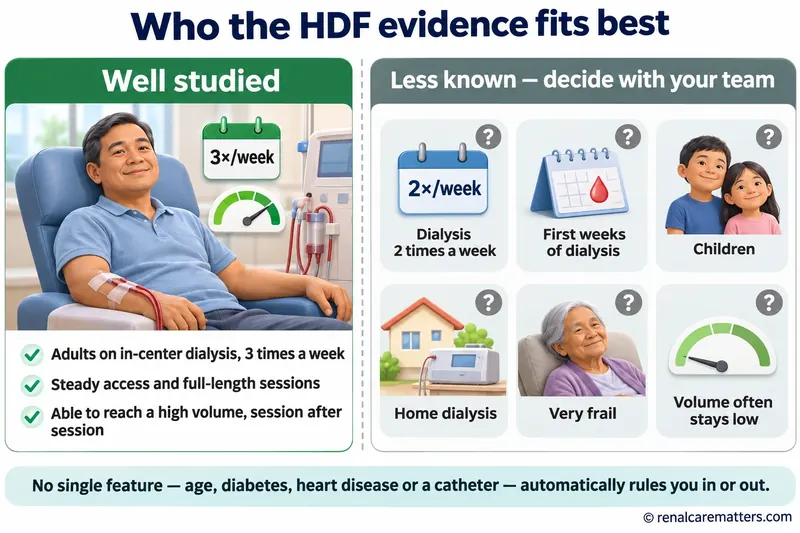 Who the HDF evidence fits best
Well studied
3×/week
Adults on in-center dialysis, 3 times a week
Steady access and full-length sessions
Able to reach a high volume, session after
session
Less known — decide with your team
?
2×/week
Dialysis
2 times a week
?
First weeks
of dialysis
?
Children
?
Home dialysis
?
Very frail
?
Volume often
stays low
No single feature — age, diabetes, heart disease or a catheter — automatically rules you in or out.
© renalcarematters.com